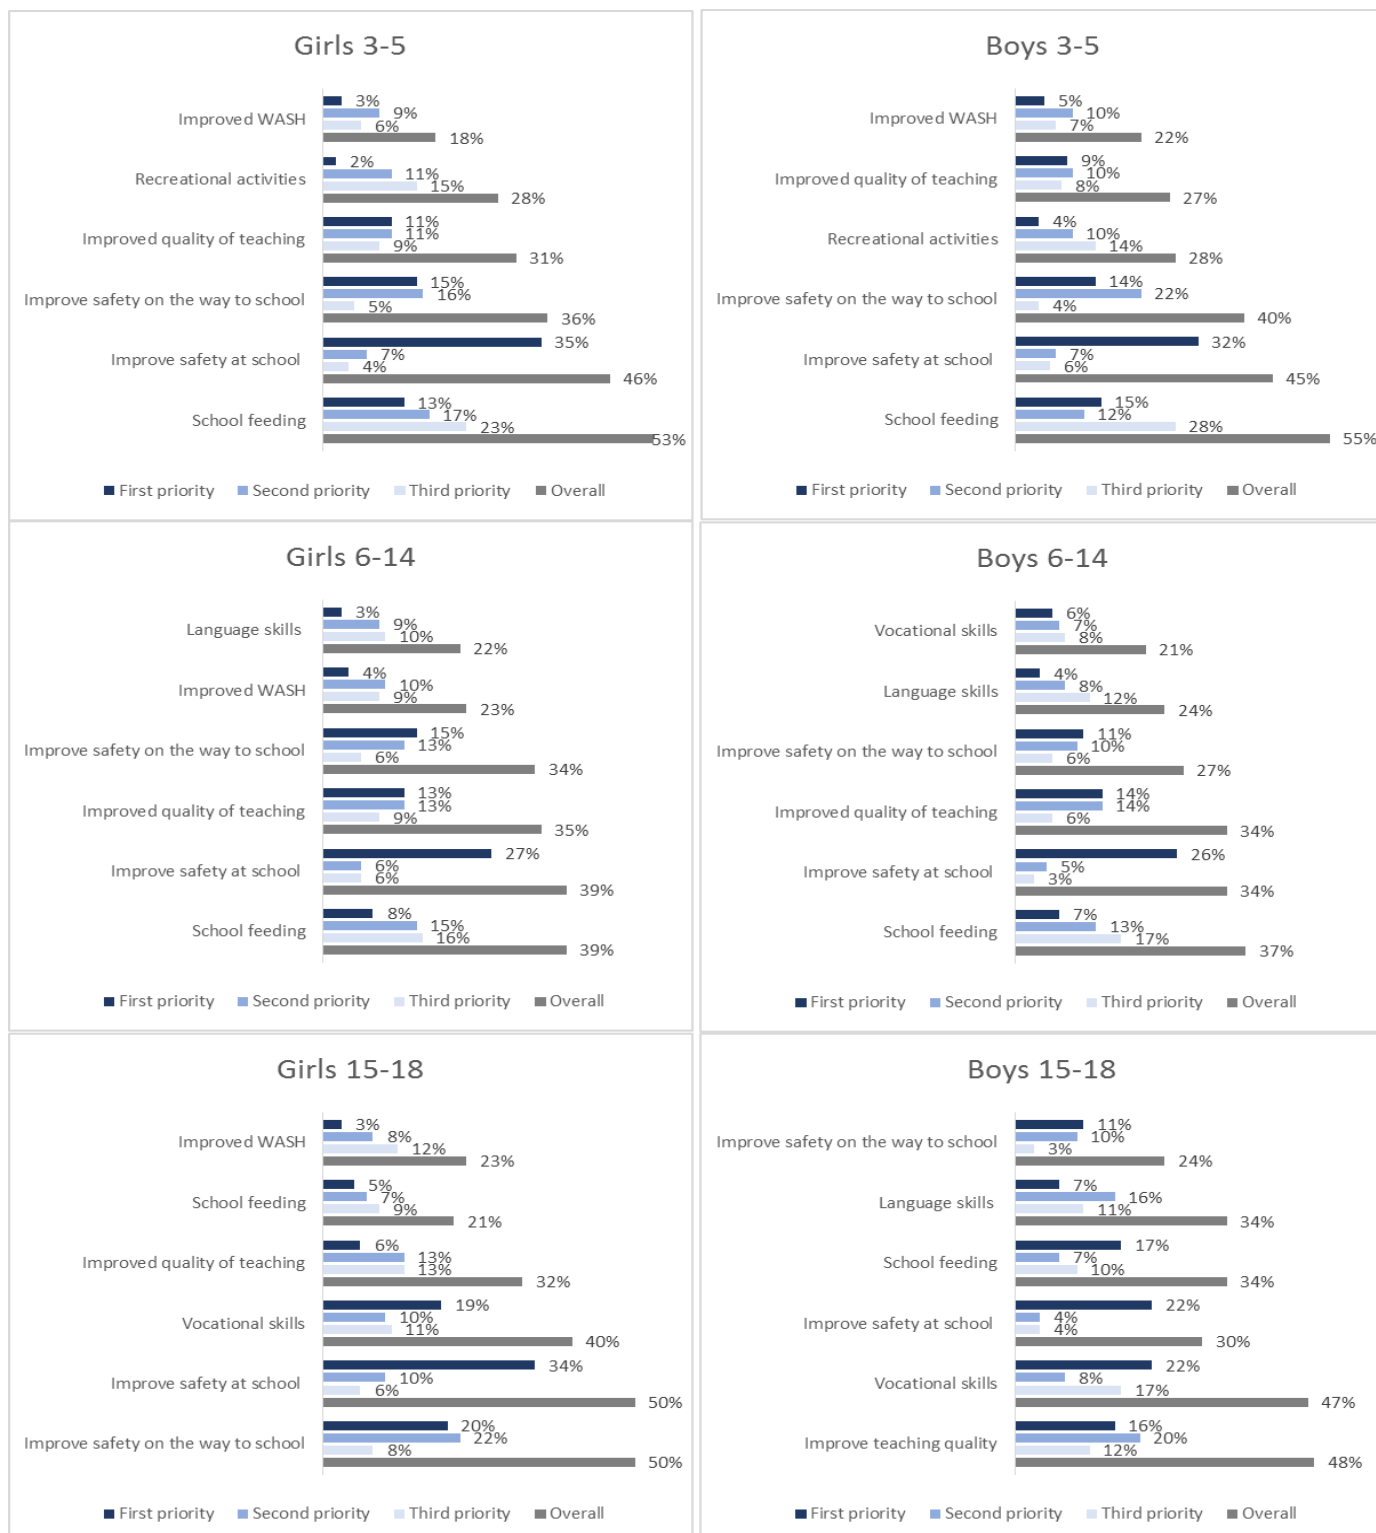 Girls 3-5
Improved WASH 3% 9% 6% 18%
Recreational activities 2% 11% 15% 28%
Improved quality of teaching 11% 11% 9% 31%
Improve safety on the way to school 15% 16% 5% 36%
Improve safety at school 35% 7% 4% 46%
School feeding 13% 17% 23% 53%
First priority Second priority Third priority Overall
Boys 3-5
Improved WASH 5% 10% 7% 22%
Improved quality of teaching 9% 10% 8% 27%
Recreational activities 4% 10% 14% 28%
Improve safety on the way to school 14% 22% 4% 40%
Improve safety at school 32% 7% 6% 45%
School feeding 15% 12% 28% 55%
First priority Second priority Third priority Overall
Girls 6-14
Language skills 3% 9% 10% 22%
Improved WASH 4% 10% 9% 23%
Improve safety on the way to school 15% 13% 6% 34%
Improved quality of teaching 13% 13% 9% 35%
Improve safety at school 27% 6% 6% 39%
School feeding 8% 15% 16% 39%
First priority Second priority Third priority Overall
Boys 6-14
Vocational skills 6% 7% 8% 21%
Language skills 4% 8% 12% 24%
Improve safety on the way to school 11% 10% 6% 27%
Improved quality of teaching 14% 14% 6% 34%
Improve safety at school 26% 5% 3% 34%
School feeding 7% 13% 17% 37%
First priority Second priority Third priority Overall
Girls 15-18
Improved WASH 3% 8% 12% 23%
School feeding 5% 7% 9% 21%
Improved quality of teaching 6% 13% 13% 32%
Vocational skills 19% 10% 11% 40%
Improve safety at school 34% 10% 6% 50%
Improve safety on the way to school 20% 22% 8% 50%
First priority Second priority Third priority Overall
Boys 15-18
Improve safety on the way to school 11% 10% 3% 24%
Language skills 7% 16% 11% 34%
School feeding 17% 7% 10% 34%
Improve safety at school 22% 4% 4% 30%
Vocational skills 22% 8% 17% 47%
Improve teaching quality 16% 20% 12% 48%
First priority Second priority Third priority Overall